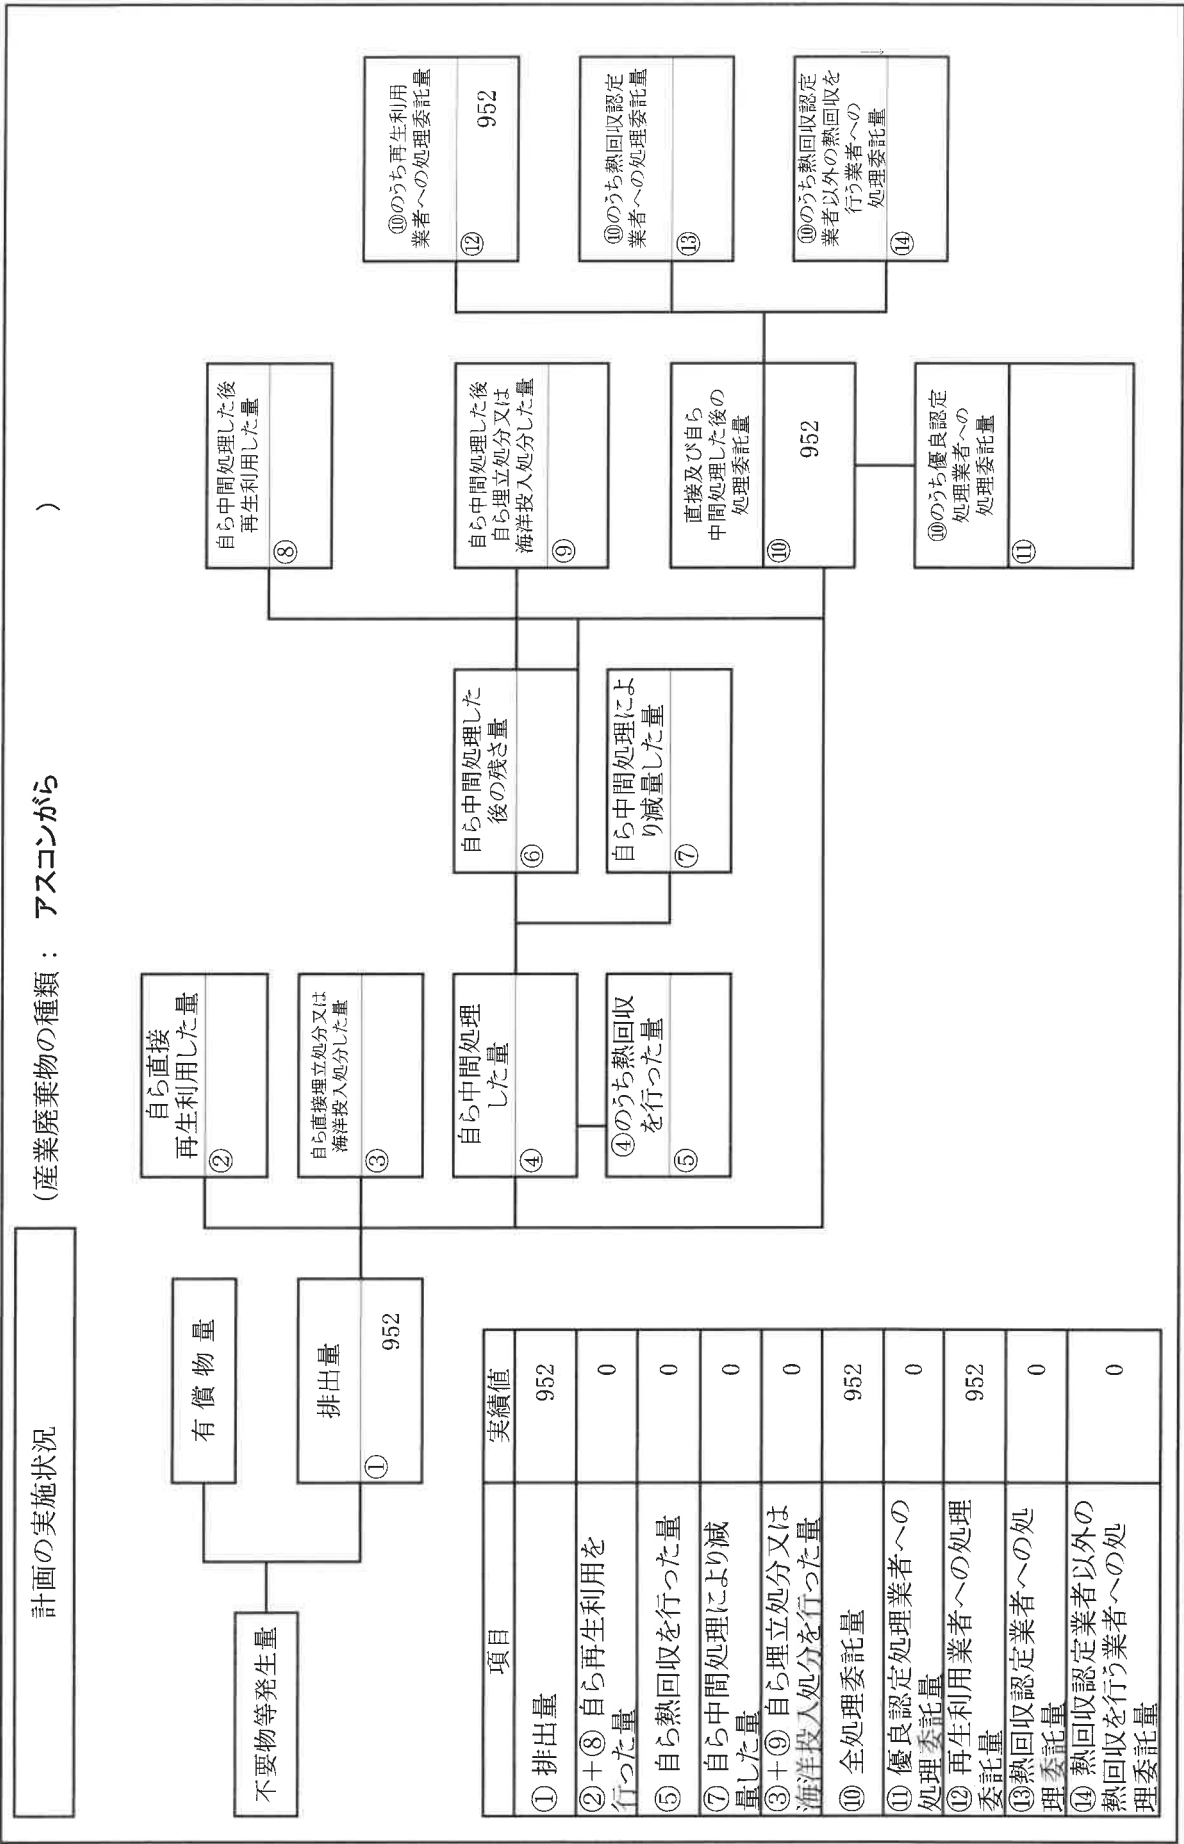 計画の実施状況
(産業廃棄物の種類： アスコンがら )
不要物等発生量
有償物量
排出量
①
952
自ら直接
再生利用した量
②
自ら直接埋立処分又は
海洋投入処分した量
③
自ら中間処理
した量
④
④のうち熱回収
を行った量
⑤
自ら中間処理した
後の残さ量
⑥
自ら中間処理によ
り減量した量
⑦
自ら中間処理した後
再生利用した量
⑧
自ら中間処理した後
自ら埋立処分又は
海洋投入処分した量
⑨
直接及び自ら
中間処理した後の
処理委託量
⑩
952
⑩のうち優良認定
処理業者への
処理委託量
⑪
⑩のうち再生利用
業者への処理委託量
⑫
952
⑩のうち熱回収認定
業者への処理委託量
⑬
⑩のうち熱回収認定
業者以外の熱回収を
行う業者への
処理委託量
⑭
項目 実績値
①排出量 952
②＋⑧ 自ら再生利用を
行った量 0
⑤ 自ら熱回収を行った量 0
⑦ 自ら中間処理により減
量した量 0
③＋⑨ 自ら埋立処分又は
海洋投入処分を行った量 0
⑩ 全処理委託量 952
⑪ 優良認定処理業者への
処理委託量 0
⑫ 再生利用業者への処理
委託量 952
⑬熱回収認定業者への処
理委託量 0
⑭ 熱回収認定業者以外の
熱回収を行う業者への処
理委託量 0